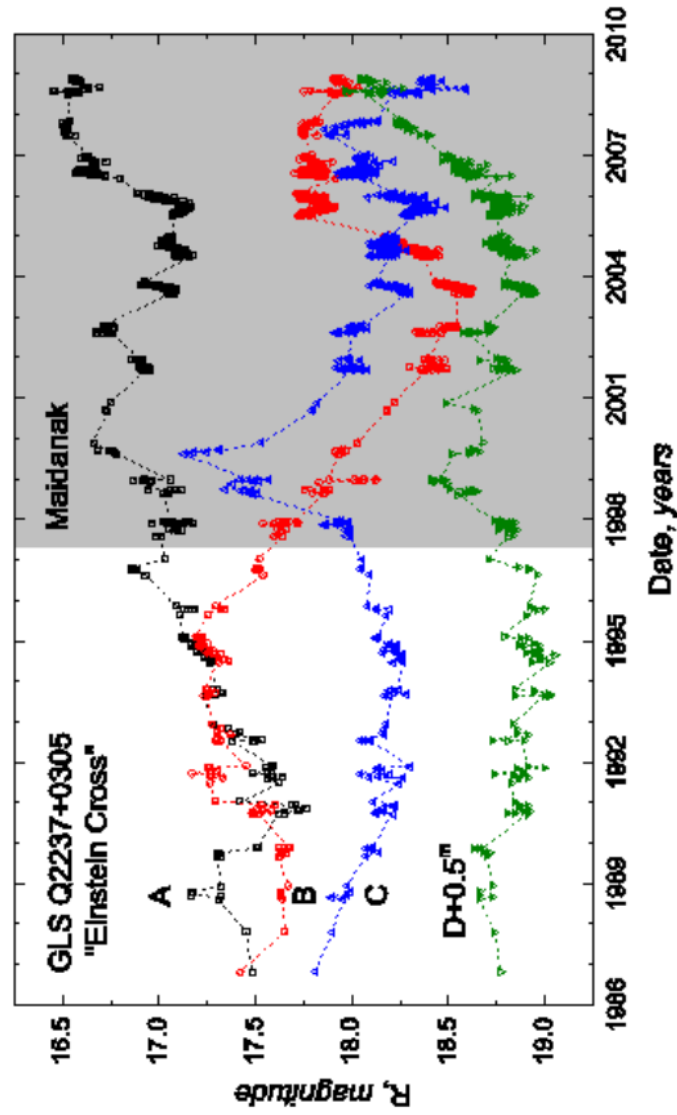 GLS Q2237+0305
"Einstein Cross"
Maidanak
A
B
C
D+0.5m
16.5
17.0
17.5
18.0
18.5
19.0
R, magnitude
1986
1989
1992
1995
1998
2001
2004
2007
2010
Date, years